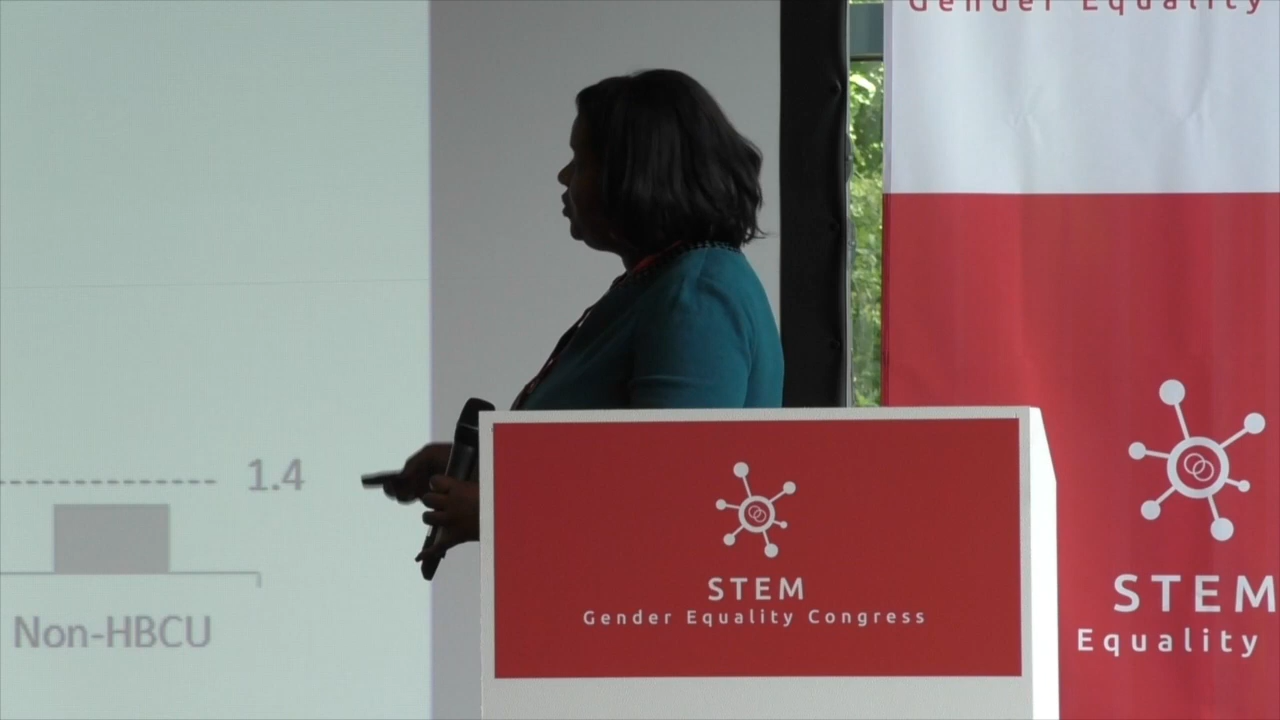 Gender Equality
1.4
Non-HBCU
STEM
Gender Equality Congress
STEM
Equality